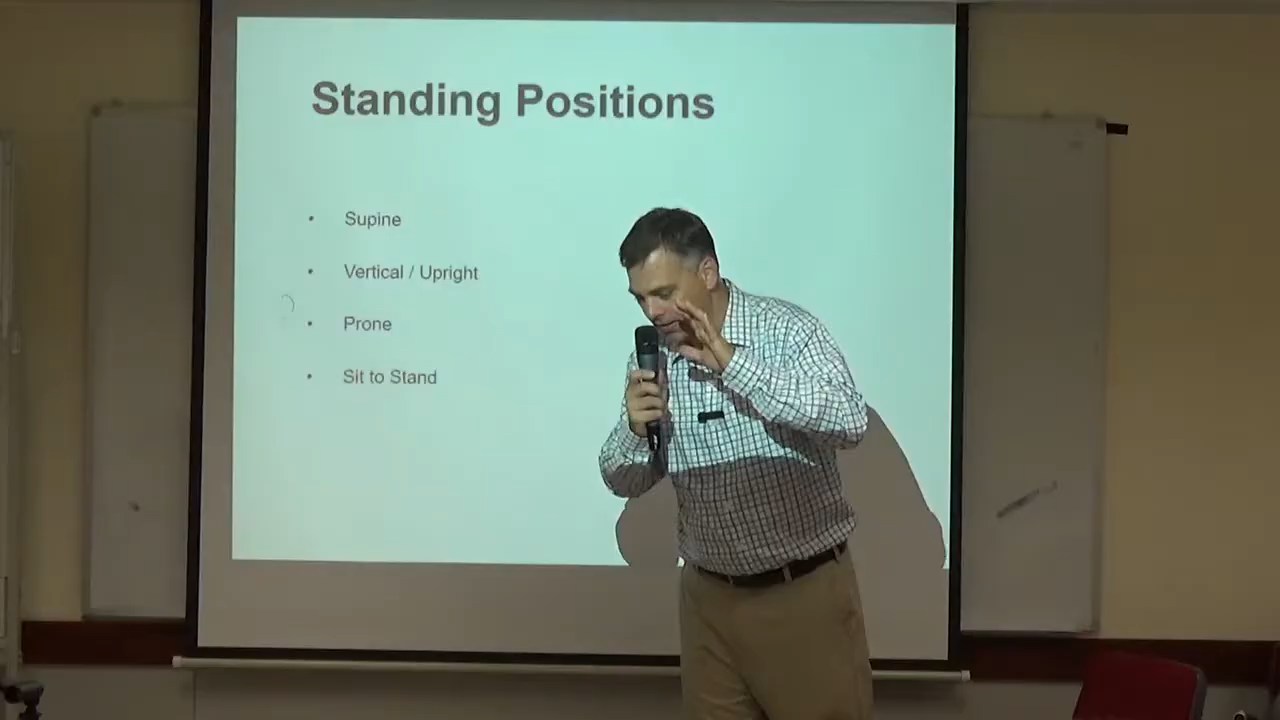 Standing Positions
• Supine
• Vertical / Upright
• Prone
• Sit to Stand